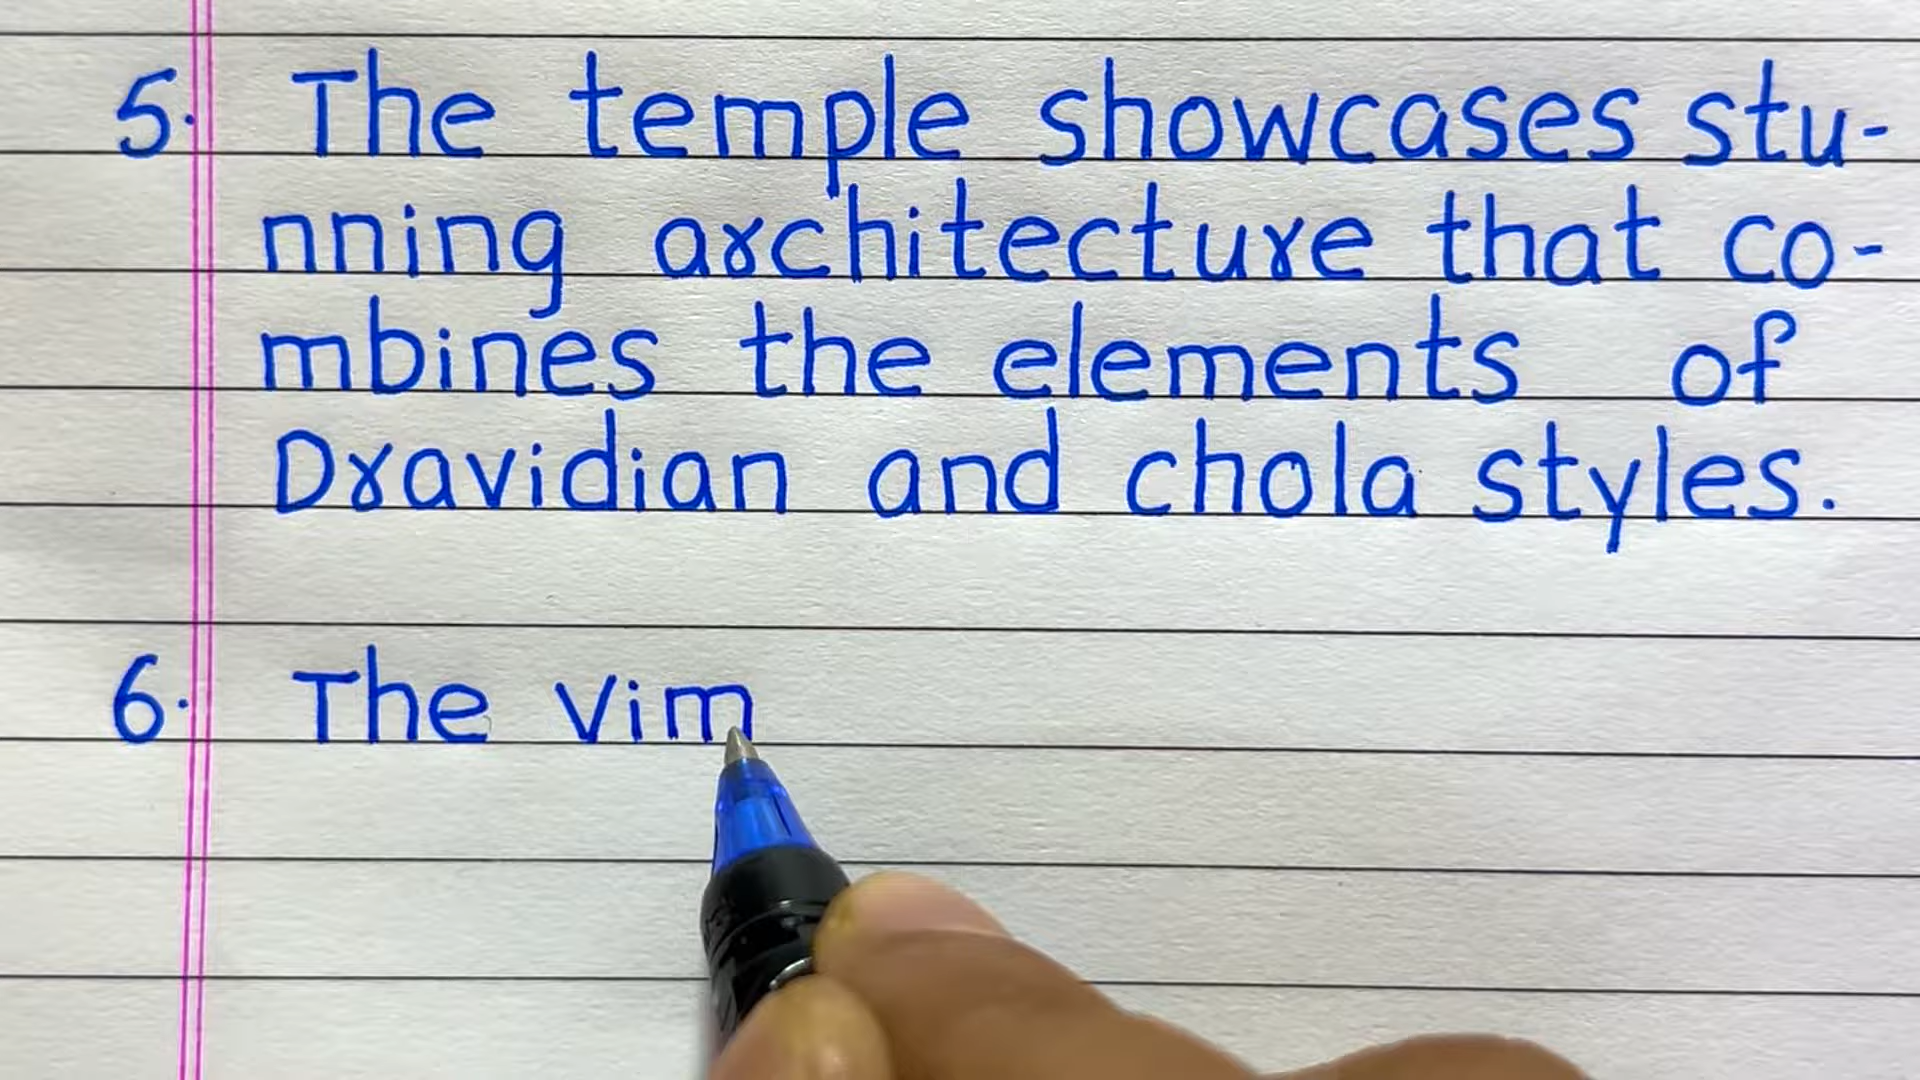 5. The temple showcases stu-
nning architecture that co-
mbines the elements of
Dravidian and chola styles.
6. The Vim